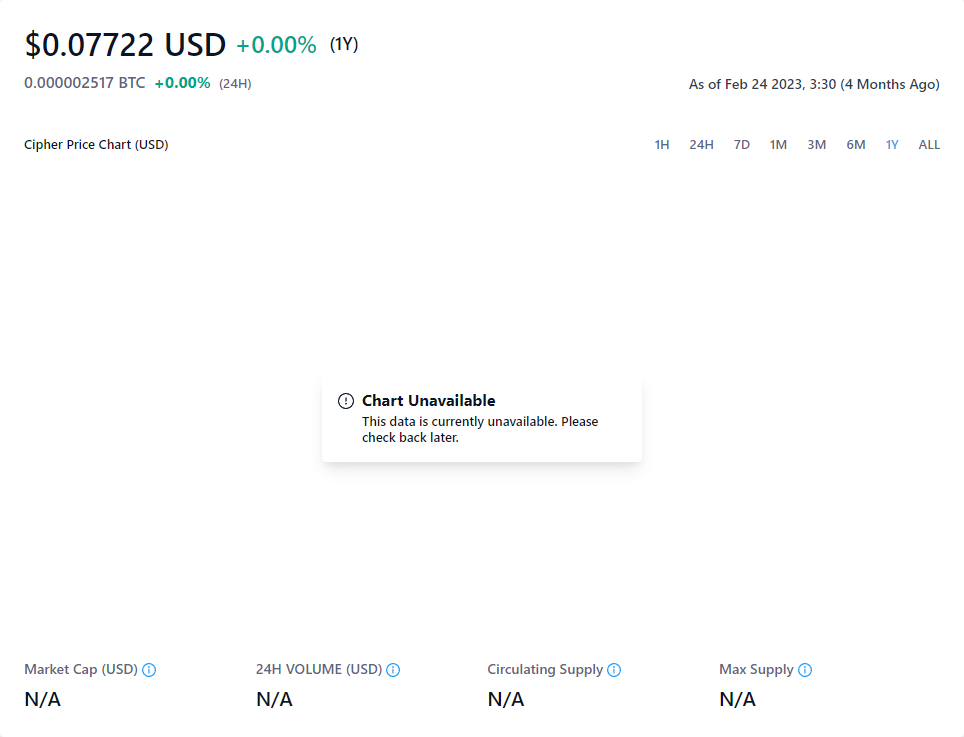 $0.07722 USD +0.00% (1Y)
0.000002517 BTC +0.00% (24H)
As of Feb 24 2023, 3:30 (4 Months Ago)
Cipher Price Chart (USD)
1H 24H 7D 1M 3M 6M 1Y ALL
Chart Unavailable
This data is currently unavailable. Please
check back later.
Market Cap (USD) 24H VOLUME (USD) Circulating Supply Max Supply
N/A N/A N/A N/A